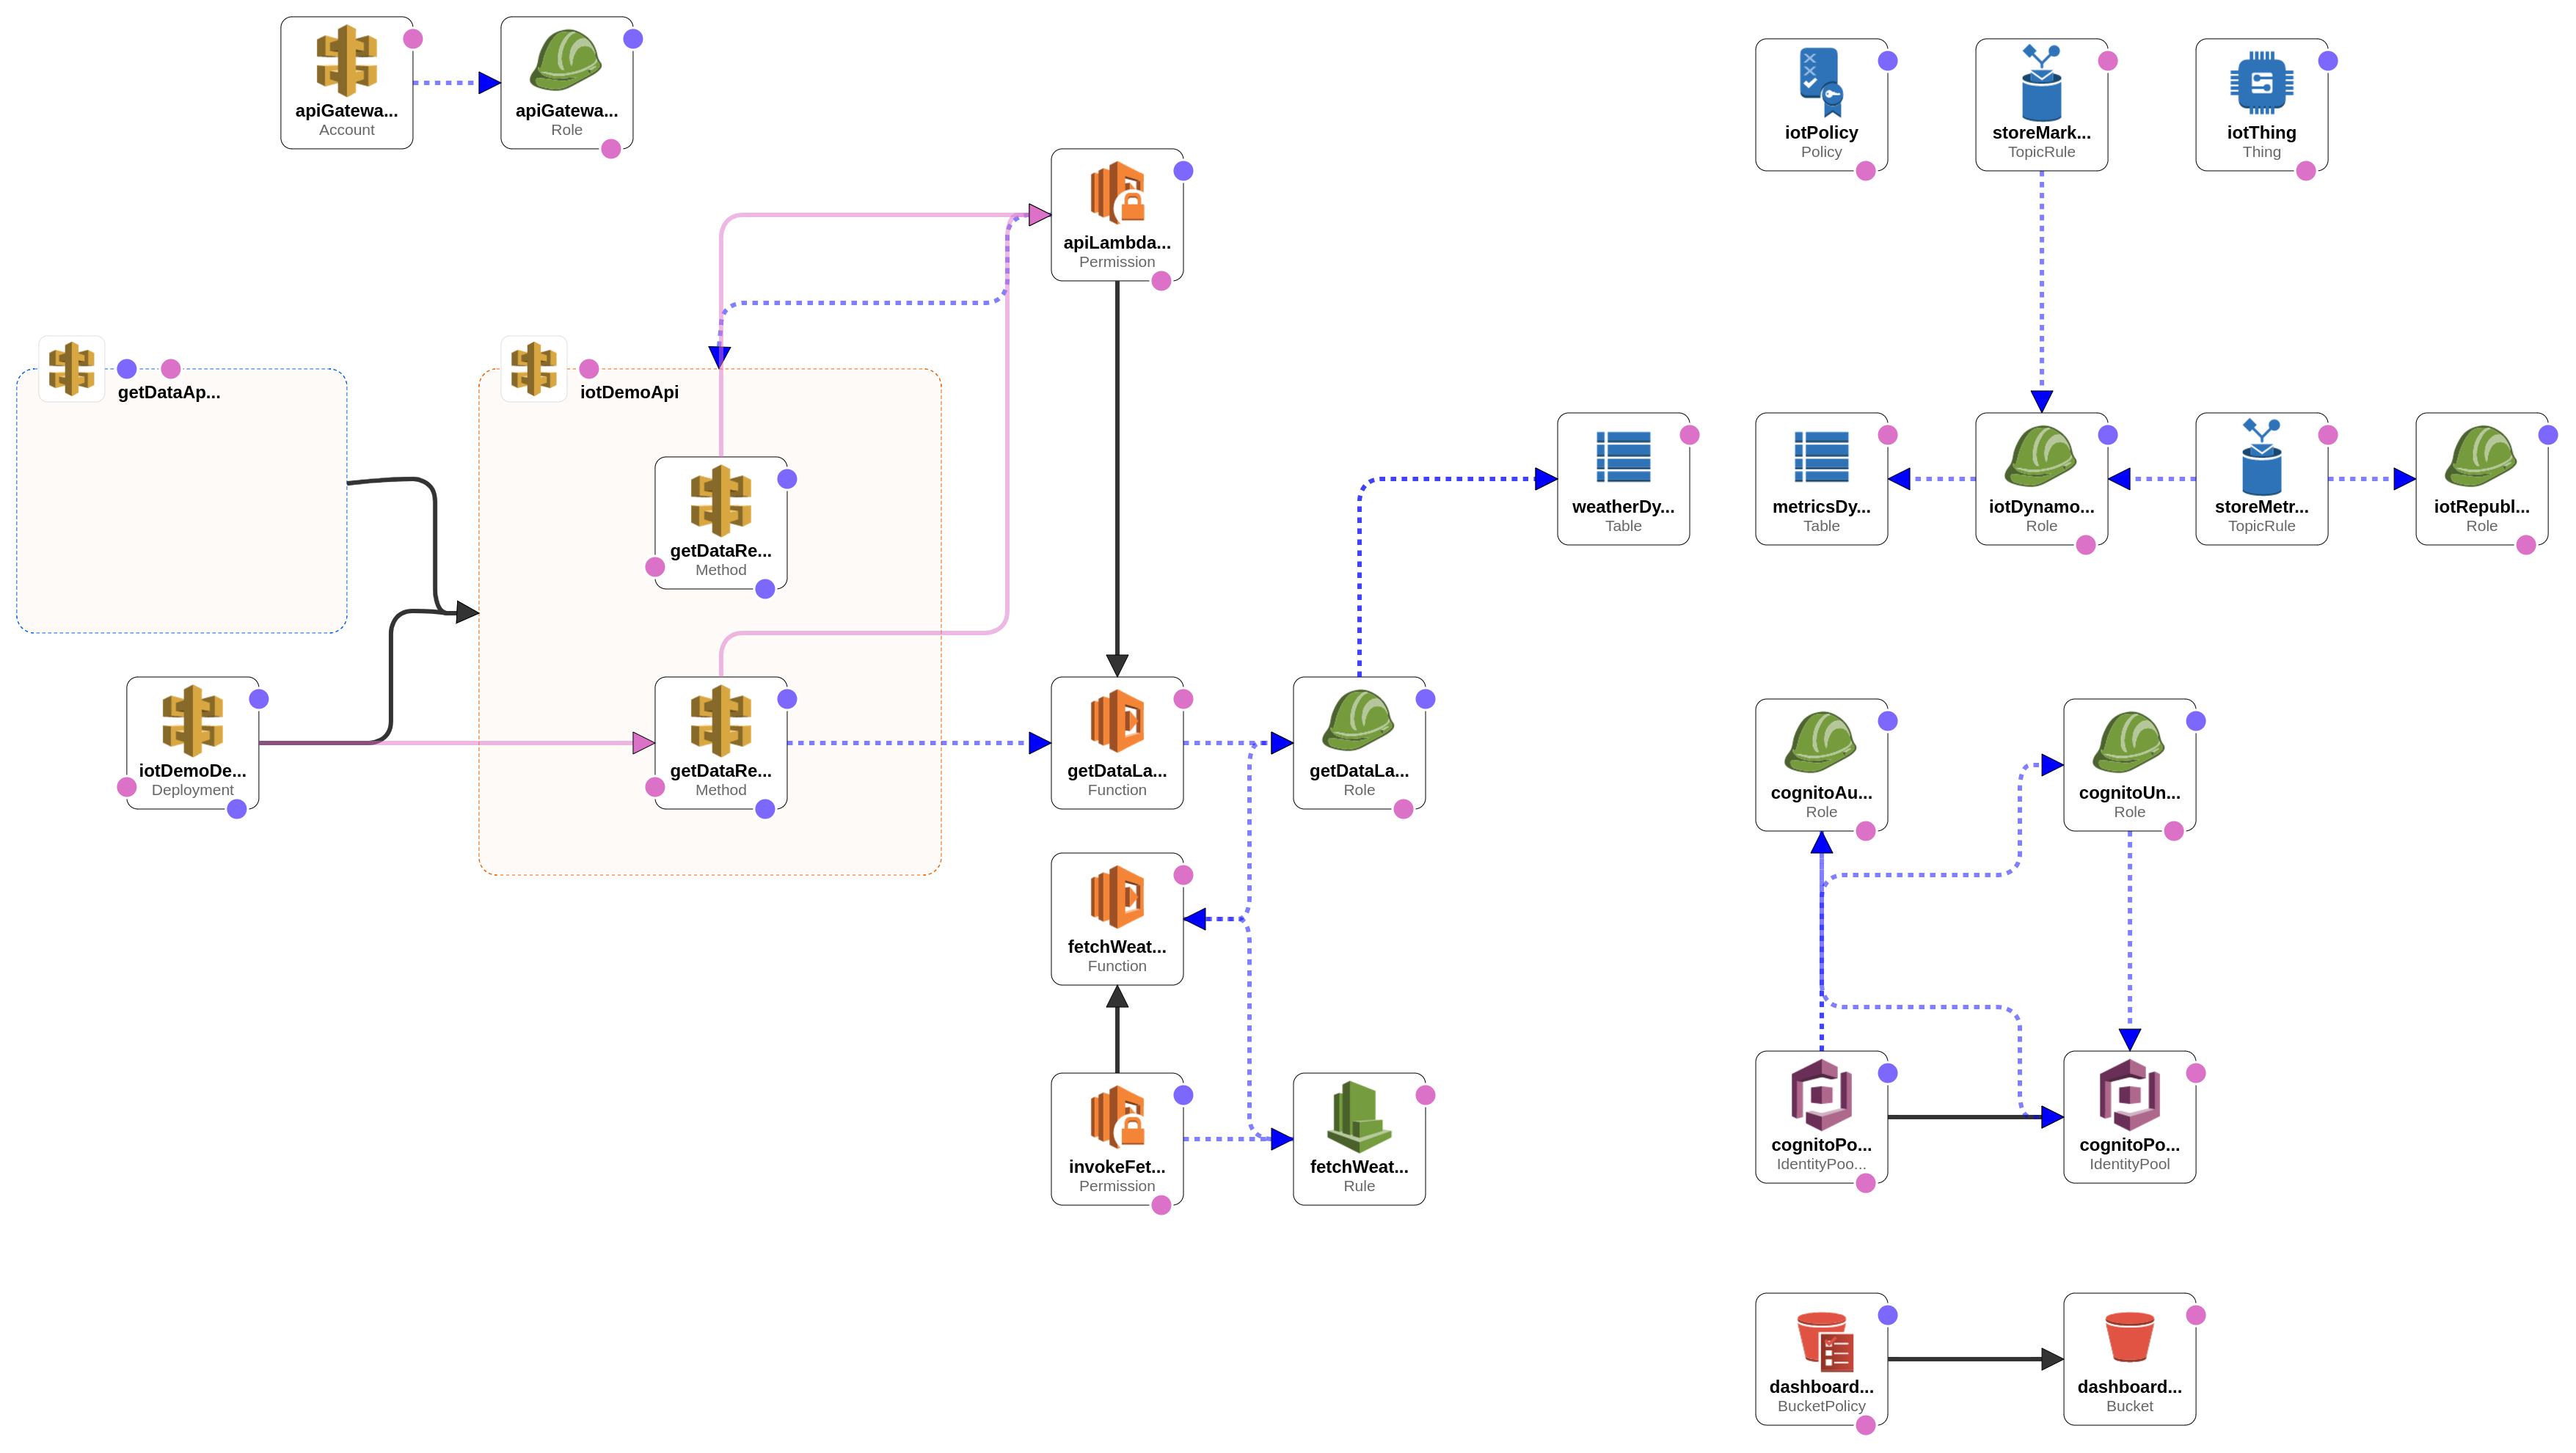 apiGatewa...
Account
apiGatewa...
Role
iotPolicy
Policy
storeMark...
TopicRule
iotThing
Thing
apiLambda...
Permission
getDataAp...
iotDemoApi
weatherDy...
Table
metricsDy...
Table
iotDynamo...
Role
storeMetr...
TopicRule
iotRepubl...
Role
getDataRe...
Method
iotDemoDe...
Deployment
getDataRe...
Method
getDataLa...
Function
getDataLa...
Role
cognitoAu...
Role
cognitoUn...
Role
fetchWeat...
Function
invokeFet...
Permission
fetchWeat...
Rule
cognitoPo...
IdentityPoo...
cognitoPo...
IdentityPool
dashboard...
BucketPolicy
dashboard...
Bucket